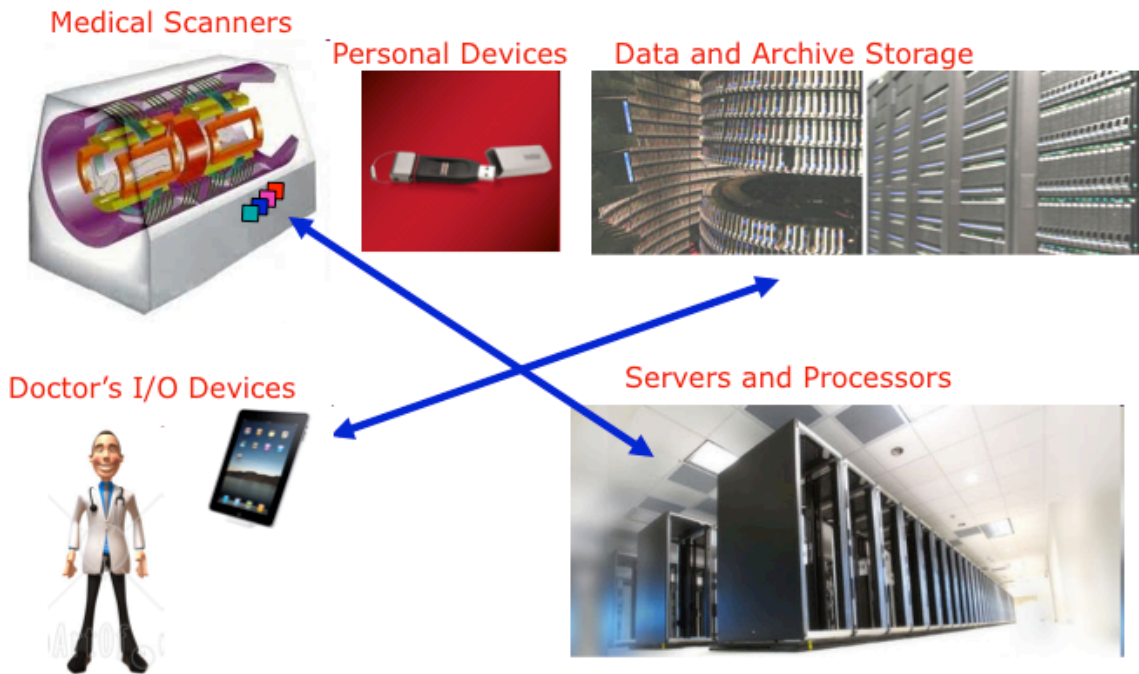 Medical Scanners
Personal Devices
Data and Archive Storage
Doctor’s I/O Devices
Servers and Processors